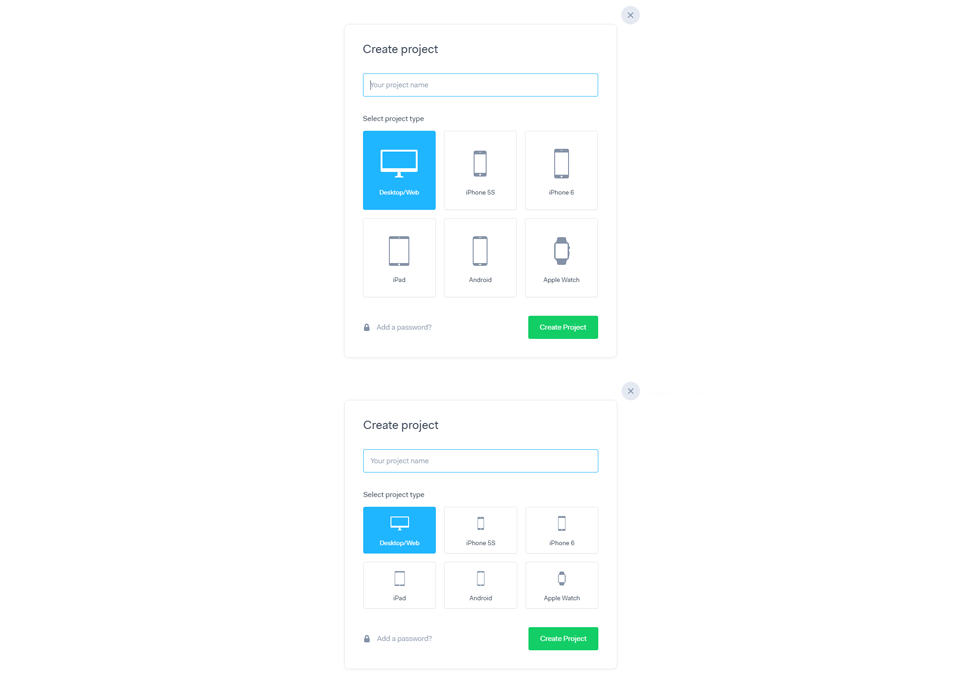 Create project
Your project name
Select project type
Desktop/Web
iPhone 5S
iPhone 6
iPad
Android
Apple Watch
Add a password?
Create Project
Create project
Your project name
Select project type
Desktop/Web
iPhone 5S
iPhone 6
iPad
Android
Apple Watch
Add a password?
Create Project